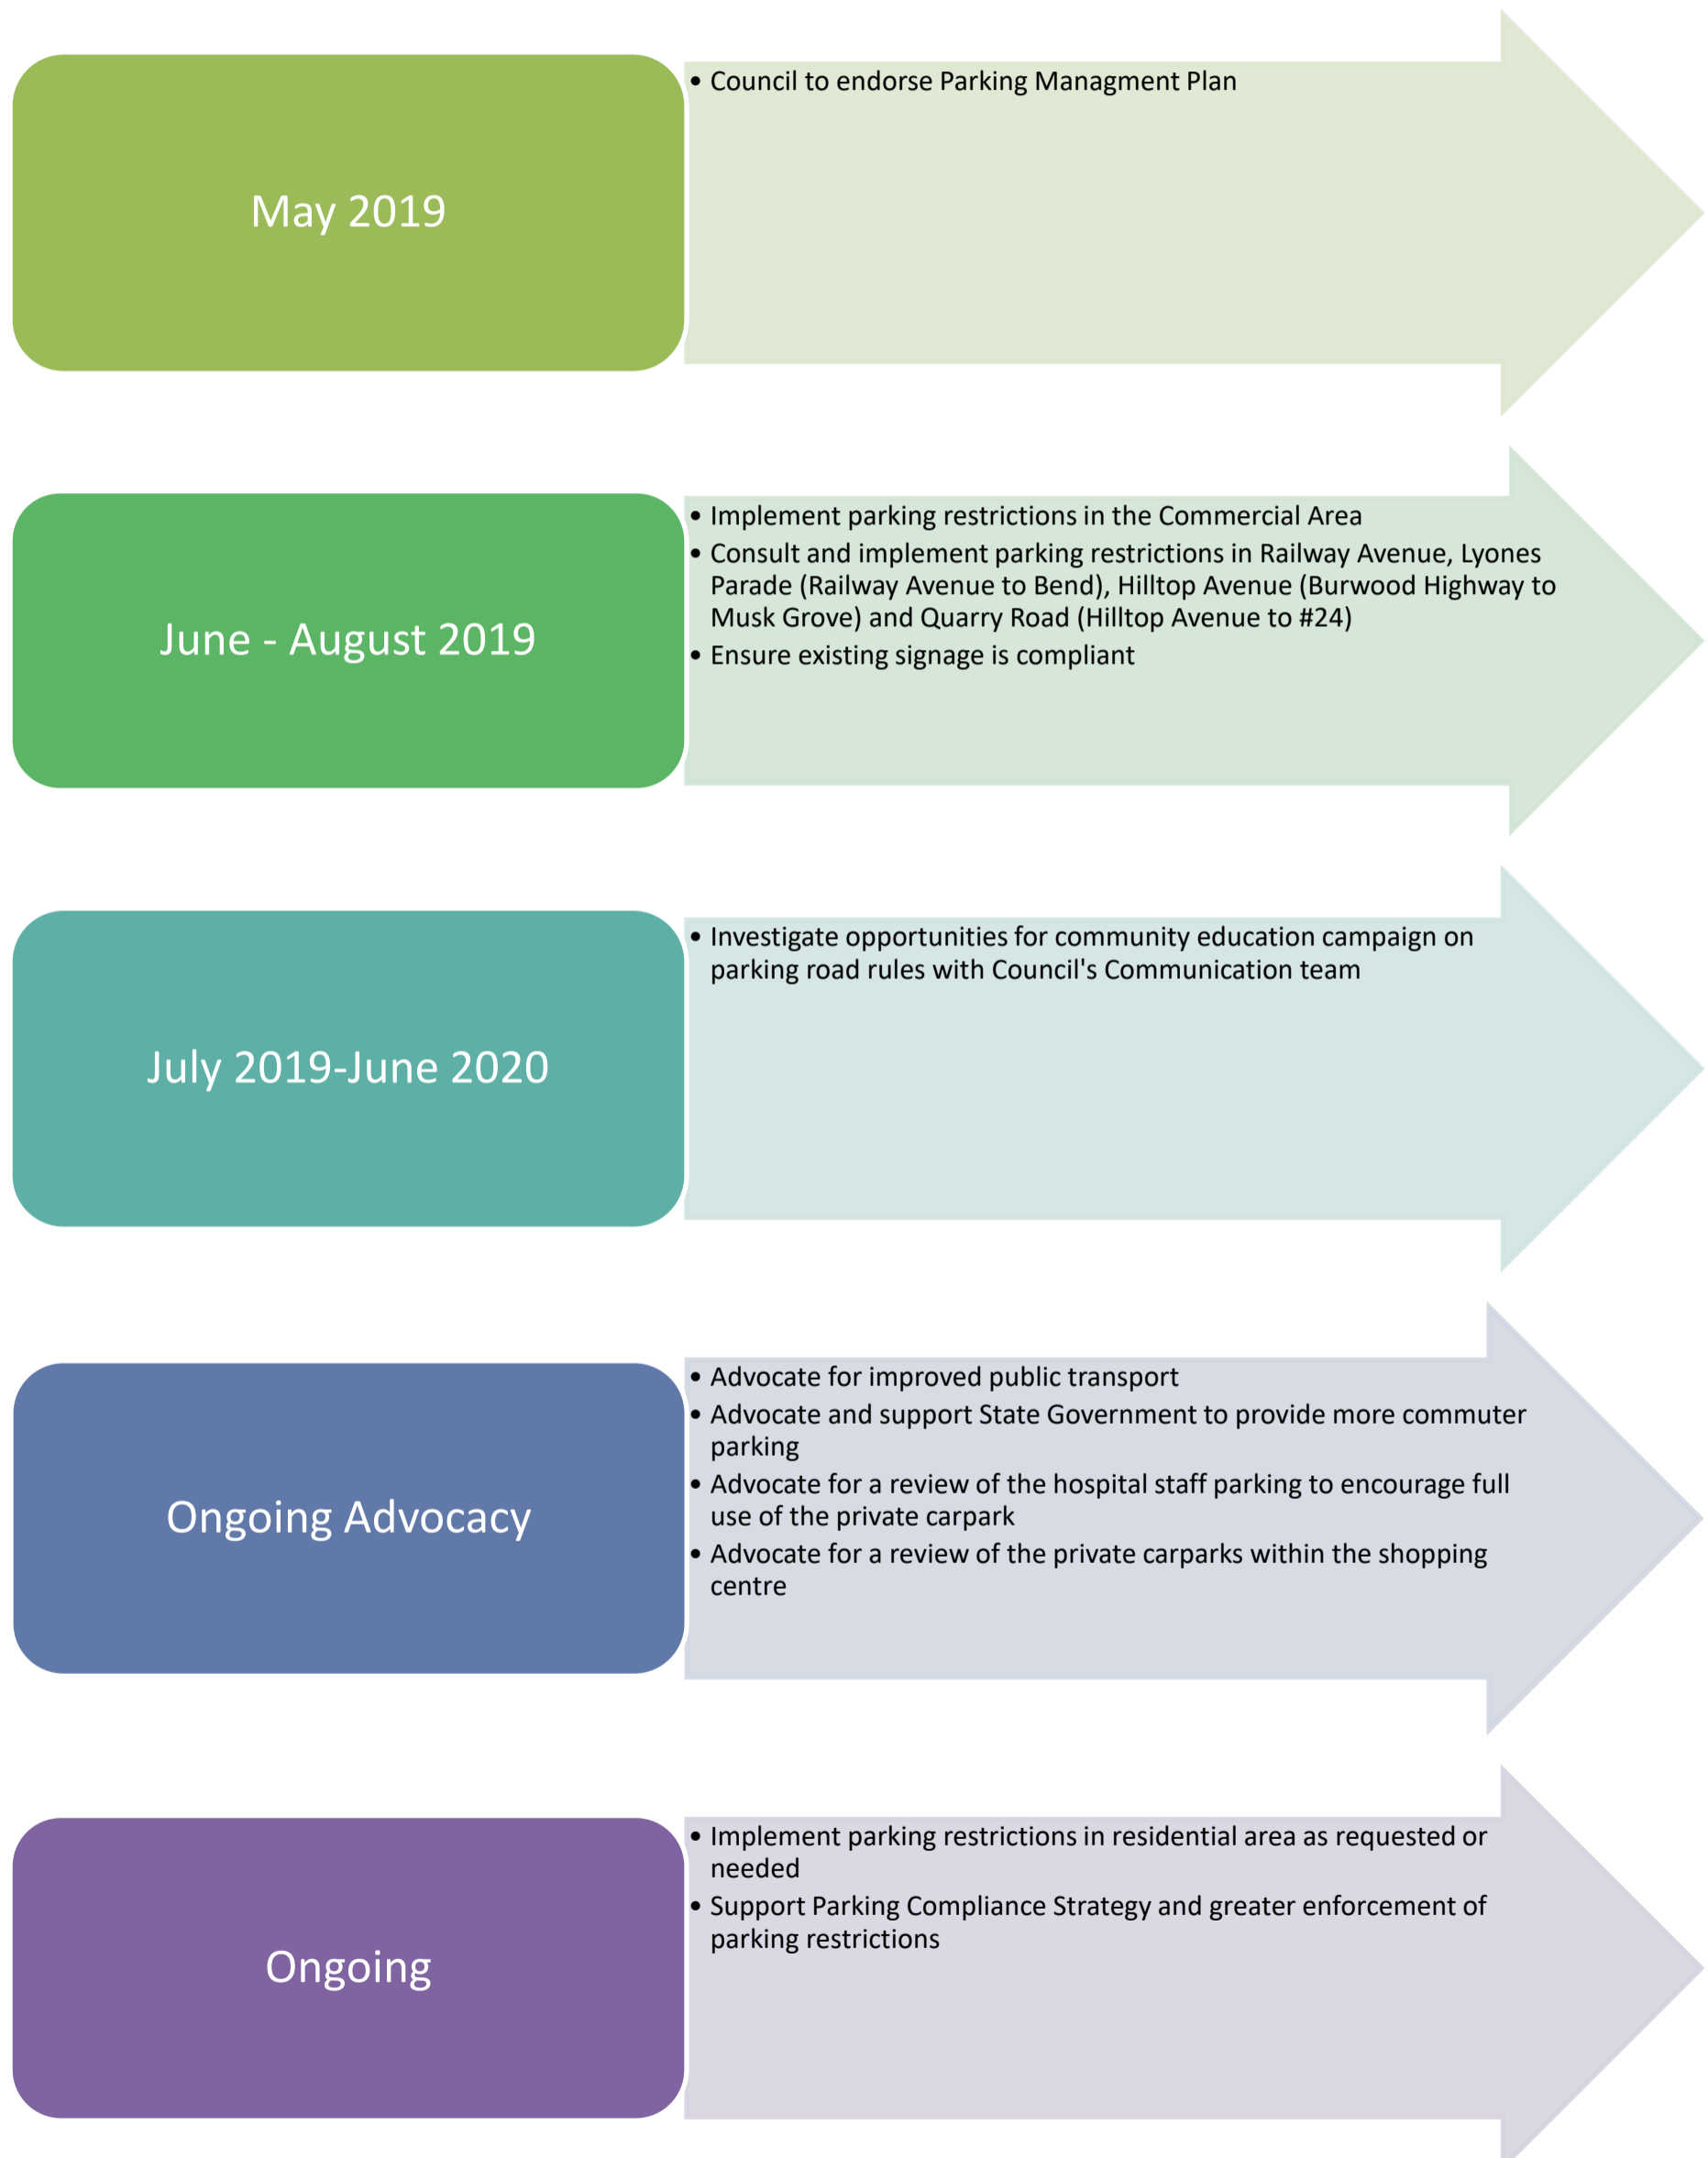 May 2019
• Council to endorse Parking Managment Plan
June - August 2019
• Implement parking restrictions in the Commercial Area
• Consult and implement parking restrictions in Railway Avenue, Lyones
Parade (Railway Avenue to Bend), Hilltop Avenue (Burwood Highway to
Musk Grove) and Quarry Road (Hilltop Avenue to #24)
• Ensure existing signage is compliant
July 2019-June 2020
• Investigate opportunities for community education campaign on
parking road rules with Council's Communication team
Ongoing Advocacy
• Advocate for improved public transport
• Advocate and support State Government to provide more commuter
parking
• Advocate for a review of the hospital staff parking to encourage full
use of the private carpark
• Advocate for a review of the private carparks within the shopping
centre
Ongoing
• Implement parking restrictions in residential area as requested or
needed
• Support Parking Compliance Strategy and greater enforcement of
parking restrictions